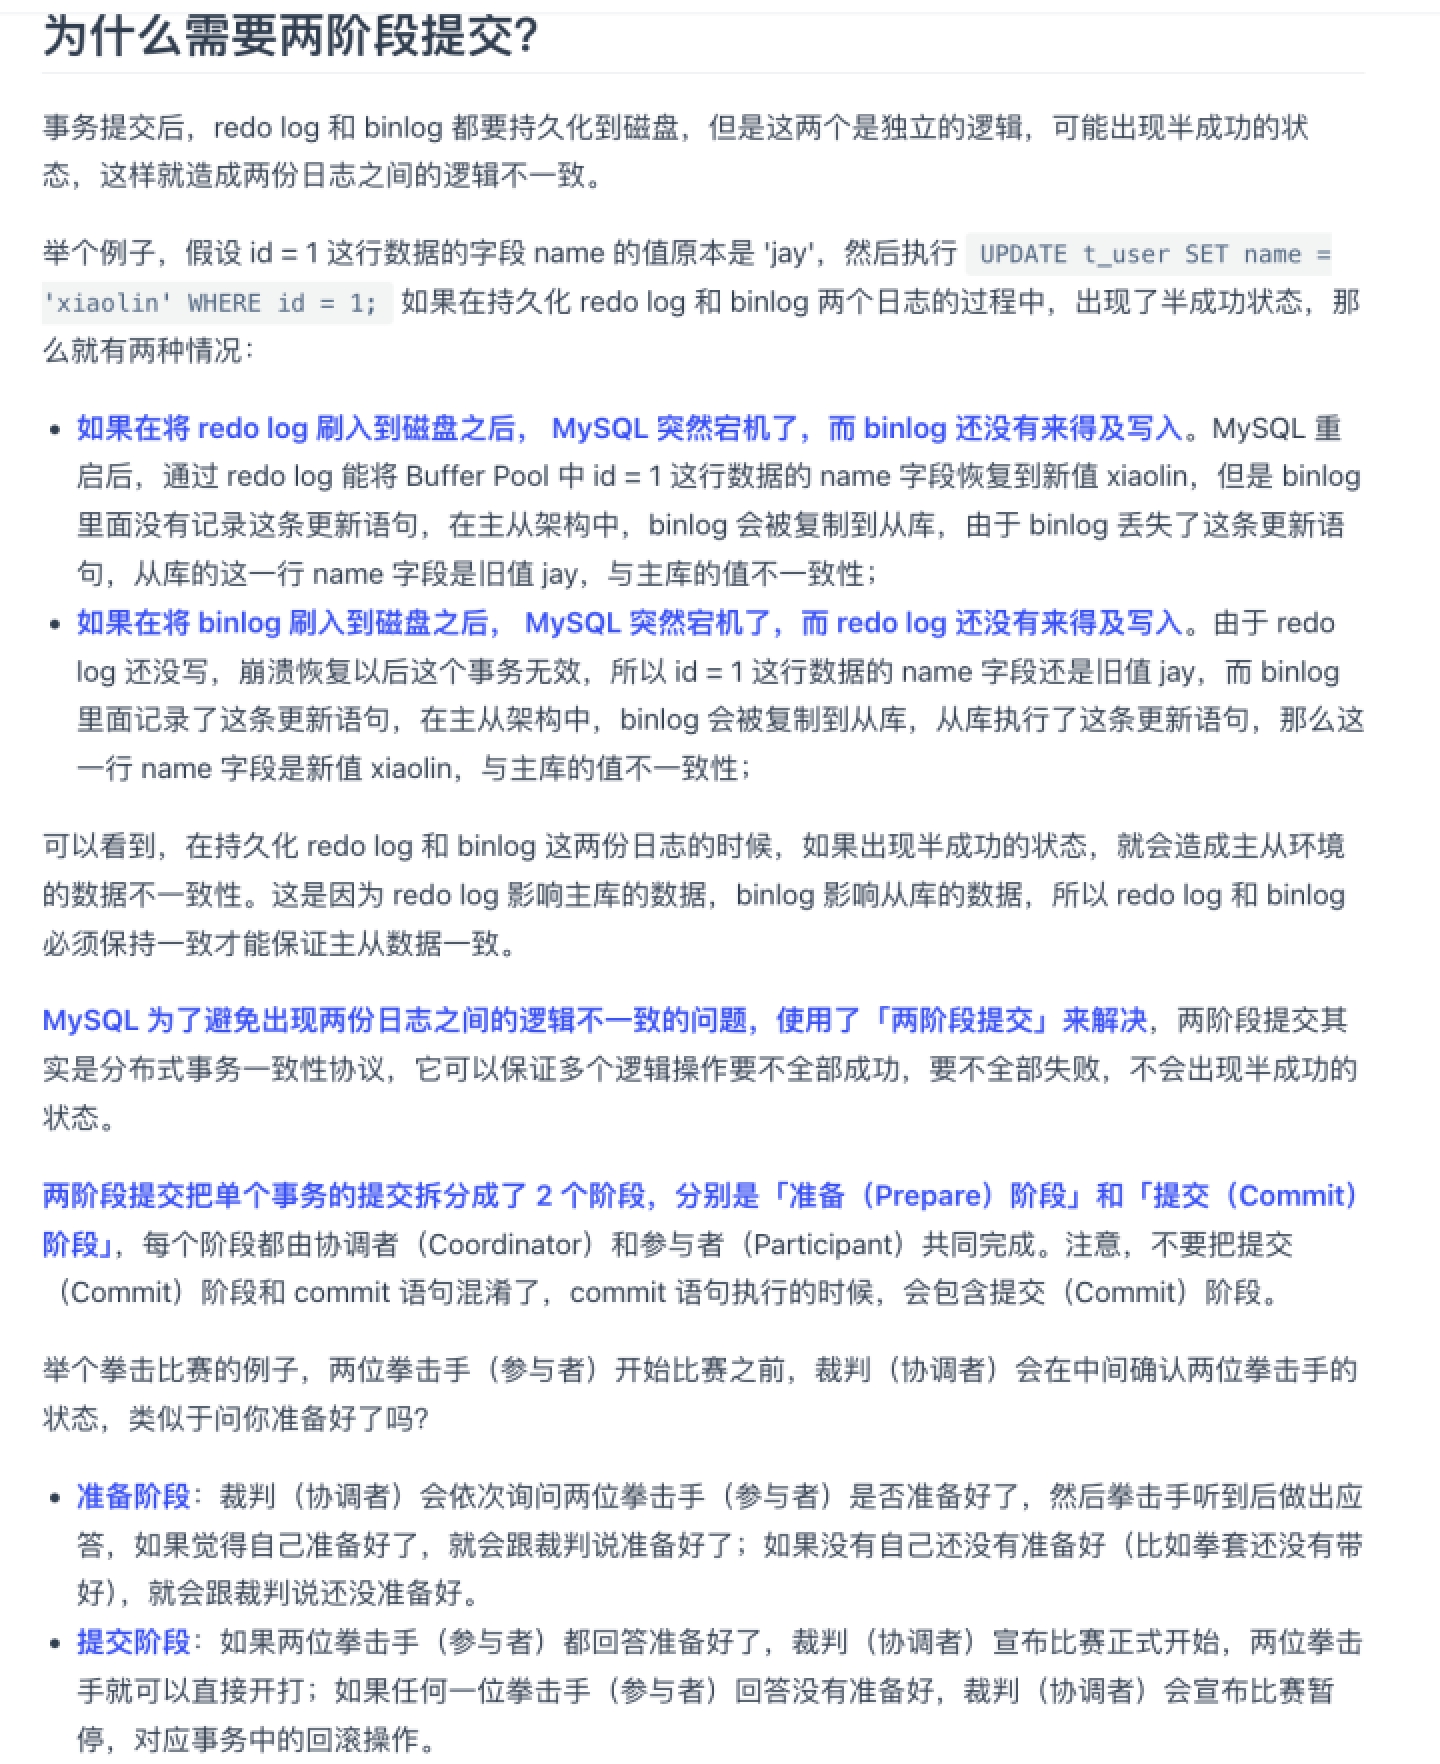 为什么需要两阶段提交?
事务提交后，redo log 和 binlog 都要持久化到磁盘，但是这两个是独立的逻辑，可能出现半成功的状
态，这样就造成两份日志之间的逻辑不一致。
举个例子，假设 id = 1 这行数据的字段 name 的值原本是 'jay'，然后执行 UPDATE t_user SET name =
'xiaolin' WHERE id = 1; 如果在持久化 redo log 和 binlog 两个日志的过程中，出现了半成功状态，那
么就有两种情况：
• 如果在将 redo log 刷入到磁盘之后， MySQL 突然宕机了，而 binlog 还没有来得及写入。MySQL 重
启后，通过 redo log 能将 Buffer Pool 中 id = 1 这行数据的 name 字段恢复到新值 xiaolin，但是 binlog
里面没有记录这条更新语句，在主从架构中，binlog 会被复制到从库，由于 binlog 丢失了这条更新语
句，从库的这一行 name 字段是旧值 jay，与主库的值不一致性；
• 如果在将 binlog 刷入到磁盘之后， MySQL 突然宕机了，而 redo log 还没有来得及写入。由于 redo
log 还没写，崩溃恢复以后这个事务无效，所以 id = 1 这行数据的 name 字段还是旧值 jay，而 binlog
里面记录了这条更新语句，在主从架构中，binlog 会被复制到从库，从库执行了这条更新语句，那么这
一行 name 字段是新值 xiaolin，与主库的值不一致性；
可以看到，在持久化 redo log 和 binlog 这两份日志的时候，如果出现半成功的状态，就会造成主从环境
的数据不一致性。这是因为 redo log 影响主库的数据，binlog 影响从库的数据，所以 redo log 和 binlog
必须保持一致才能保证主从数据一致。
MySQL 为了避免出现两份日志之间的逻辑不一致的问题，使用了「两阶段提交」来解决，两阶段提交其
实是分布式事务一致性协议，它可以保证多个逻辑操作要不全部成功，要不全部失败，不会出现半成功的
状态。
两阶段提交把单个事务的提交拆分成了 2 个阶段，分别是「准备（Prepare）阶段」和「提交（Commit）
阶段」，每个阶段都由协调者（Coordinator）和参与者（Participant）共同完成。注意，不要把提交
（Commit）阶段和 commit 语句混淆了，commit 语句执行的时候，会包含提交（Commit）阶段。
举个拳击比赛的例子，两位拳击手（参与者）开始比赛之前，裁判（协调者）会在中间确认两位拳击手的
状态，类似于问你准备好了吗?
• 准备阶段：裁判（协调者）会依次询问两位拳击手（参与者）是否准备好了，然后拳击手听到后做出应
答，如果觉得自己准备好了，就会跟裁判说准备好了；如果没有自己还没有准备好（比如拳套还没有带
好），就会跟裁判说还没准备好。
• 提交阶段：如果两位拳击手（参与者）都回答准备好了，裁判（协调者）宣布比赛正式开始，两位拳击
手就可以直接开打；如果任何一位拳击手（参与者）回答没有准备好，裁判（协调者）会宣布比赛暂
停，对应事务中的回滚操作。